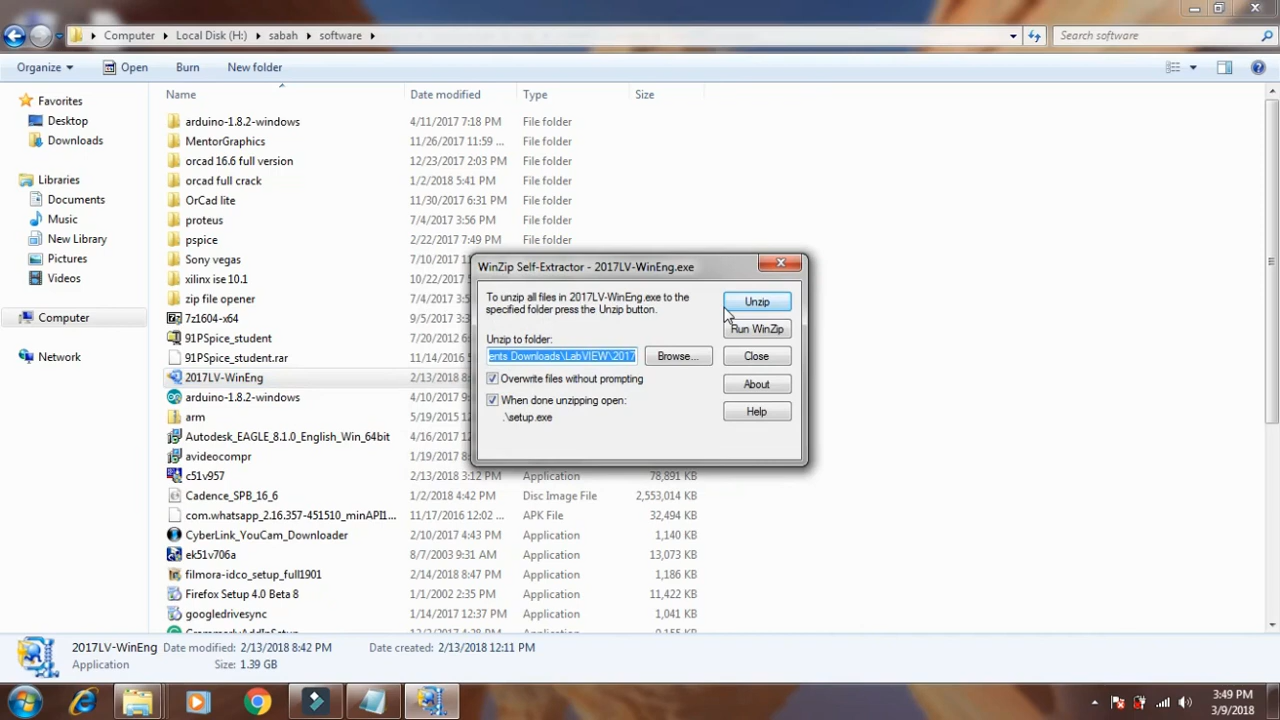 Computer ▸ Local Disk (H:) ▸ sabah ▸ software ▸
Search software
Organize Open Burn New folder
Name Date modified Type Size
Favorites
Desktop
Downloads
Libraries
Documents
Music
New Library
Pictures
Videos
Computer
Network
arduino-1.8.2-windows 4/11/2017 7:18 PM File folder
MentorGraphics 11/26/2017 11:59 ... File folder
orcad 16.6 full version 12/23/2017 2:03 PM File folder
orcad full crack 1/2/2018 5:41 PM File folder
OrCad lite 11/30/2017 6:31 PM File folder
proteus 7/4/2017 3:56 PM File folder
pspice 2/22/2017 7:49 PM File folder
Sony vegas 7/10
xilinx ise 10.1 10/22
zip file opener 7/4/2
7z1604-x64 9/5/2
91PSpice_student 7/20/2
91PSpice_student.rar 11/14
2017LV-WinEng 2/13/2018 8:
arduino-1.8.2-windows 4/10
arm 5/19/2015 12
Autodesk_EAGLE_8.1.0_English_Win_64bit 4/16/2017 12
avideocompr 1/19/2017 8:
c51v957 2/13/2018 3:12 PM Application 78,891 KB
Cadence_SPB_16_6 1/2/2018 4:42 PM Disc Image File 2,553,014 KB
com.whatsapp_2.16.357-451510_minAPI1... 11/17/2016 12:02 ... APK File 32,494 KB
CyberLink_YouCam_Downloader 2/10/2017 4:43 PM Application 1,140 KB
ek51v706a 8/7/2003 9:31 AM Application 13,073 KB
filmora-idco_setup_full1901 2/14/2018 8:47 PM Application 1,186 KB
Firefox Setup 4.0 Beta 8 1/1/2002 2:35 PM Application 11,422 KB
googledrivesync 1/14/2017 12:37 PM Application 1,041 KB
WinZip Self-Extractor - 2017LV-WinEng.exe
To unzip all files in 2017LV-WinEng.exe to the
specified folder press the Unzip button.
Unzip to folder:
ents Downloads\LabVIEW\2017
Browse...
Overwrite files without prompting
When done unzipping open:
.\setup.exe
Unzip
Run WinZip
Close
About
Help
2017LV-WinEng Date modified: 2/13/2018 8:42 PM Date created: 2/13/2018 12:11 PM
Application Size: 1.39 GB
3:49 PM
3/9/2018